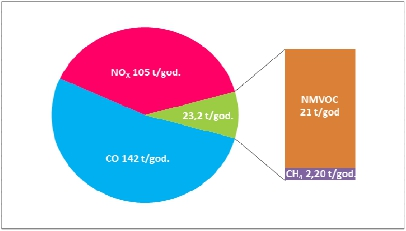 NOₓ 105 t/god.
23,2 t/god.
CO 142 t/god.
NMVOC
21 t/god
CH₄ 2,20 t/god.